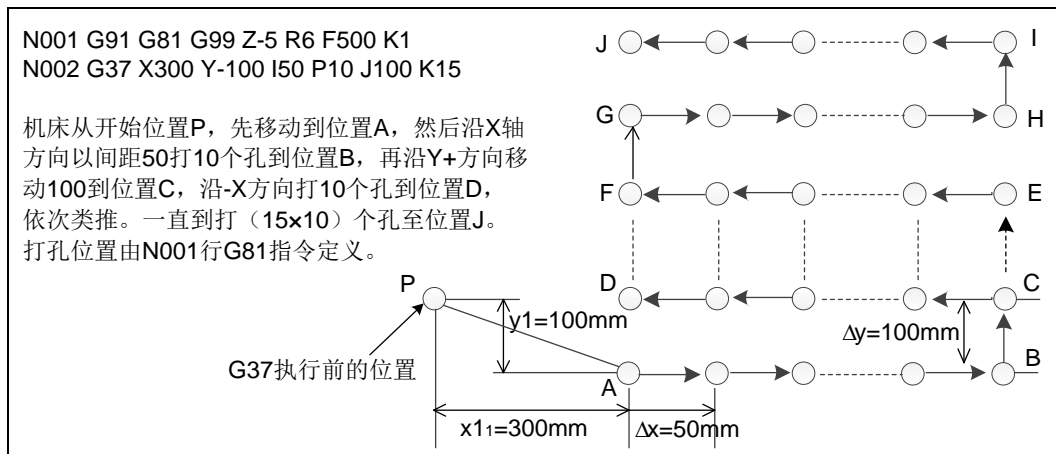 N001 G91 G81 G99 Z-5 R6 F500 K1
N002 G37 X300 Y-100 I50 P10 J100 K15
机床从开始位置P，先移动到位置A，然后沿X轴
方向以间距50打10个孔到位置B，再沿Y+方向移
动100到位置C，沿-X方向打10个孔到位置D，
依次类推。一直到打（15×10）个孔至位置J。
打孔位置由N001行G81指令定义。
J
I
G
H
F
E
D
C
P
y1=100mm
Δy=100mm
G37执行前的位置
A
B
x1₁=300mm
Δx=50mm